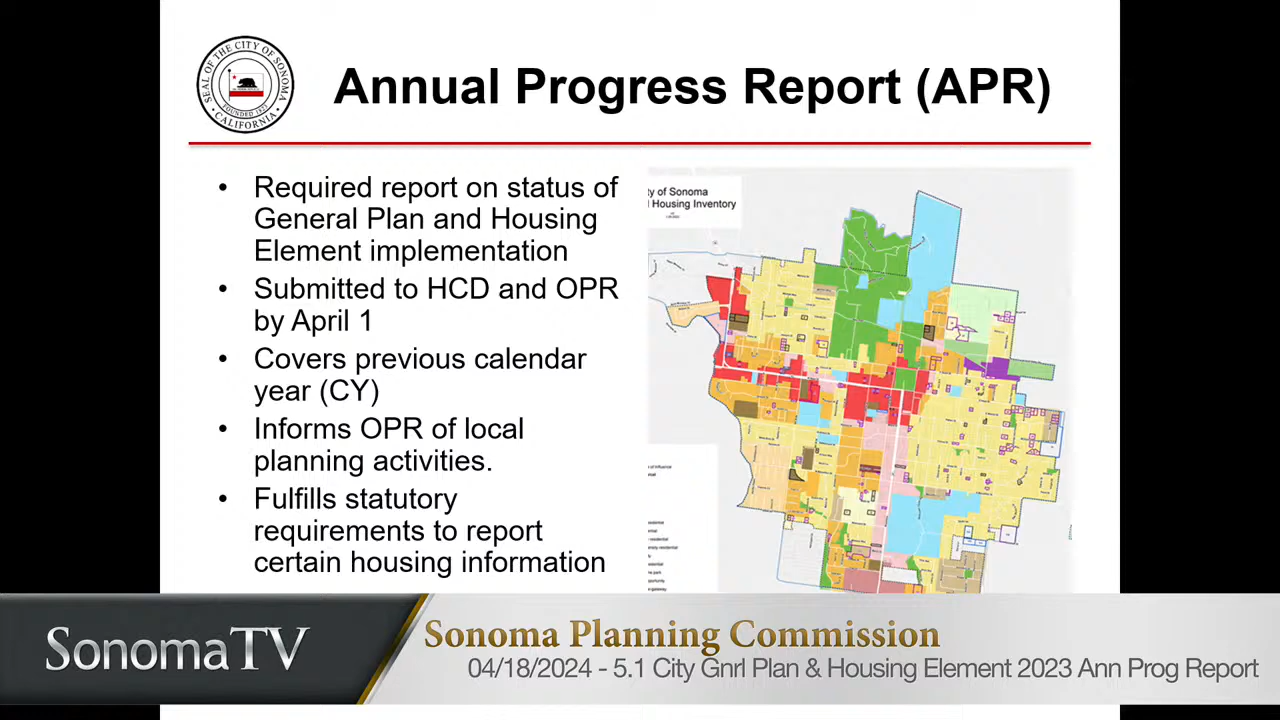 SEAL OF THE CITY OF SONOMA
FOUNDED 1823
• CALIFORNIA •
Annual Progress Report (APR)
• Required report on status of
General Plan and Housing
Element implementation
• Submitted to HCD and OPR
by April 1
• Covers previous calendar
year (CY)
• Informs OPR of local
planning activities.
• Fulfills statutory
requirements to report
certain housing information
ty of Sonoma
l Housing Inventory
SonomaTV
Sonoma Planning Commission
04/18/2024 - 5.1 City Gnrl Plan & Housing Element 2023 Ann Prog Report